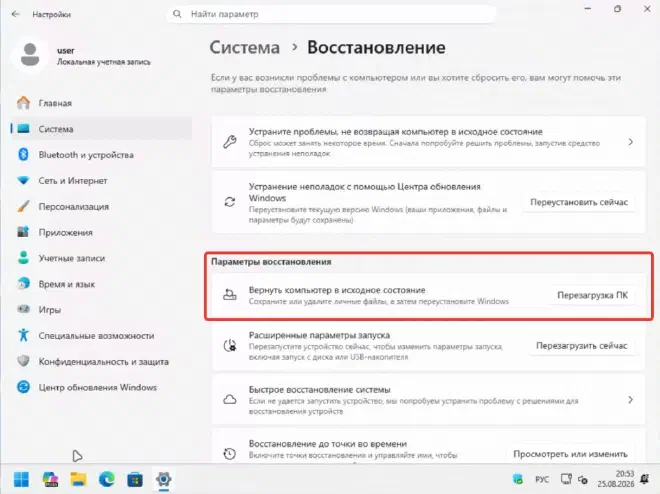 Настройки
Найти параметр
user
Локальная учетная запись
Главная
Система
Bluetooth и устройства
Сеть и Интернет
Персонализация
Приложения
Учетные записи
Время и язык
Игры
Специальные возможности
Конфиденциальность и защита
Центр обновления Windows
Система > Восстановление
Если у вас возникли проблемы с компьютером или вы хотите сбросить его, вам могут помочь эти
параметры восстановления
Устраните проблемы, не возвращая компьютер в исходное состояние
Сброс может занять некоторое время. Сначала попробуйте решить проблемы, запустив средство
устранения неполадок
Устранение неполадок с помощью Центра обновления
Windows
Переустановите текущую версию Windows (ваши приложения, файлы и
параметры будут сохранены)
Переустановить сейчас
Параметры восстановления
Вернуть компьютер в исходное состояние
Сохраните или удалите личные файлы, а затем переустановите Windows
Перезагрузка ПК
Расширенные параметры запуска
Перезапустите устройство сейчас, чтобы изменить параметры запуска,
включая запуск с диска или USB-накопителя
Перезагрузить сейчас
Быстрое восстановление системы
Если не удается запустить устройство, мы попробуем устранить проблему с решениями для
восстановления устройств
Восстановление до точки во времени
Включите точки восстановления и управляйте ими, чтобы
Просмотреть или изменить
РУС
20:53
25.08.2026